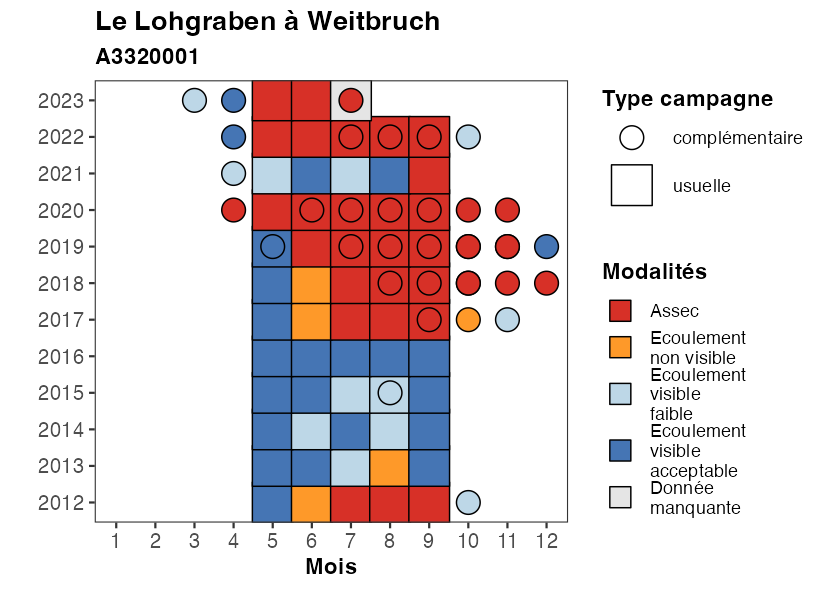 Le Lohgraben à Weitbruch
A3320001
2023
2022
2021
2020
2019
2018
2017
2016
2015
2014
2013
2012
1 2 3 4 5 6 7 8 9 10 11 12
Mois
Type campagne
complémentaire
usuelle
Modalités
Assec
Ecoulement
non visible
Ecoulement
visible
faible
Ecoulement
visible
acceptable
Donnée
manquante